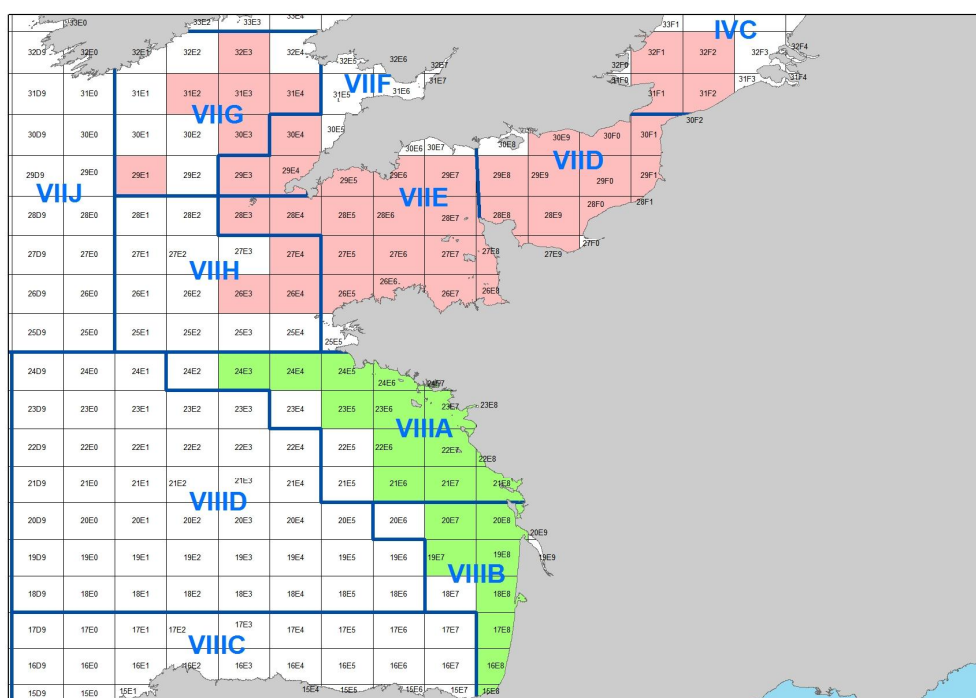 33E0 33E2 33E3 33E4 33F1 IVC
32D9 32E0 32E1 32E2 32E3 32E4 32E5 32E6 32E7 32F0 32F1 32F2 32F3 32F4
VIIF
31D9 31E0 31E1 31E2 31E3 31E4 31E5 31E6 31E7 31F0 31F1 31F2 31F3 31F4
VIIG
30D9 30E0 30E1 30E2 30E3 30E4 30E5 30E6 30E7 30E8 30E9 30F0 30F1 30F2
VIID
29D9 29E0 29E1 29E2 29E3 29E4 29E5 29E6 29E7 29E8 29E9 29F0 29F1
VIIJ VIIE
28D9 28E0 28E1 28E2 28E3 28E4 28E5 28E6 28E7 28E8 28E9 28F0 28F1
27D9 27E0 27E1 27E2 27E3 27E4 27E5 27E6 27E7 27E8 27E9 27F0
VIIH
26D9 26E0 26E1 26E2 26E3 26E4 26E5 26E6 26E7 26E8
25D9 25E0 25E1 25E2 25E3 25E4 25E5
24D9 24E0 24E1 24E2 24E3 24E4 24E5 24E6 24E7
23D9 23E0 23E1 23E2 23E3 23E4 23E5 23E6 23E7 23E8
VIIIA
22D9 22E0 22E1 22E2 22E3 22E4 22E5 22E6 22E7 22E8
21D9 21E0 21E1 21E2 21E3 21E4 21E5 21E6 21E7 21E8
VIIID
20D9 20E0 20E1 20E2 20E3 20E4 20E5 20E6 20E7 20E8 20E9
19D9 19E0 19E1 19E2 19E3 19E4 19E5 19E6 19E7 19E8 19E9
VIIIB
18D9 18E0 18E1 18E2 18E3 18E4 18E5 18E6 18E7 18E8
17D9 17E0 17E1 17E2 17E3 17E4 17E5 17E6 17E7 17E8
VIIIC
16D9 16E0 16E1 16E2 16E3 16E4 16E5 16E6 16E7 16E8
15D9 15E0 15E1 15E4 15E5 15E6 15E7 15E8